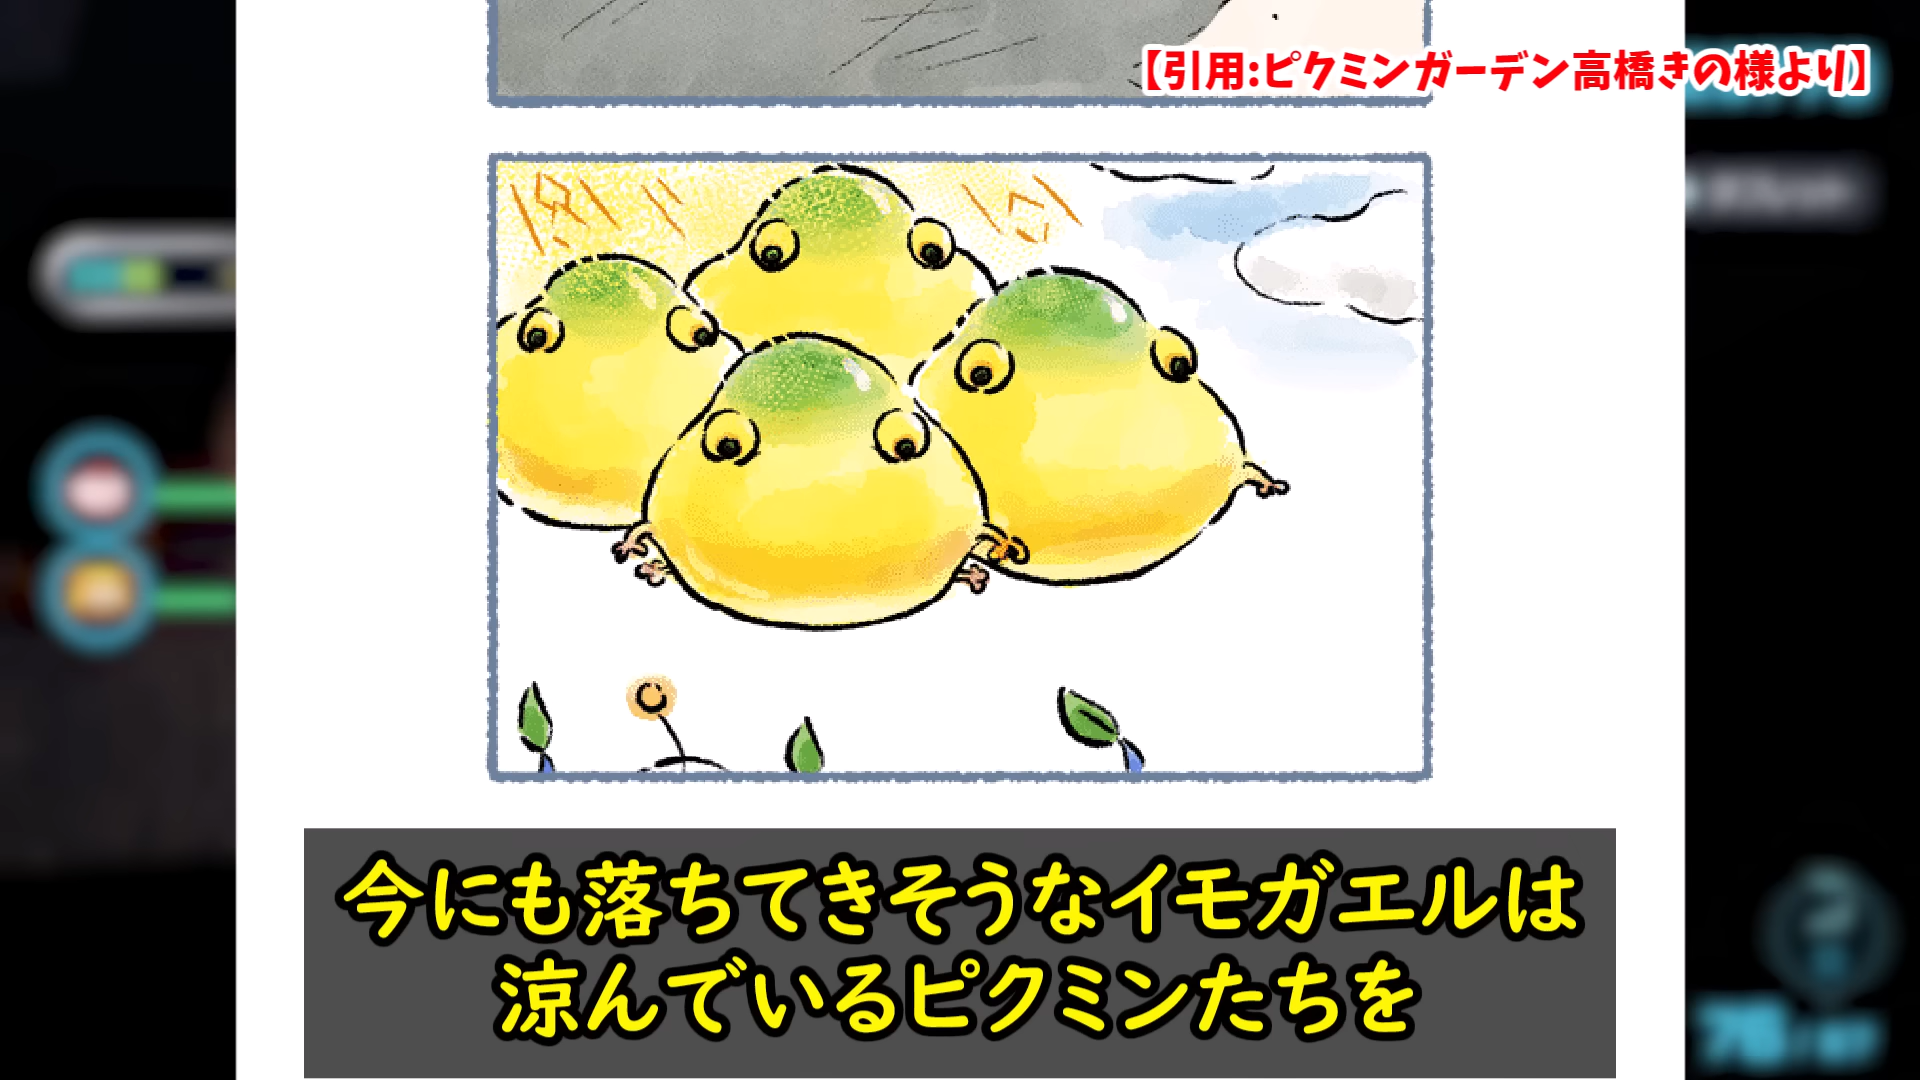 【引用:ピクミンガーデン高橋きの様より】
今にも落ちてきそうなイモガエルは
涼んでいるピクミンたちを